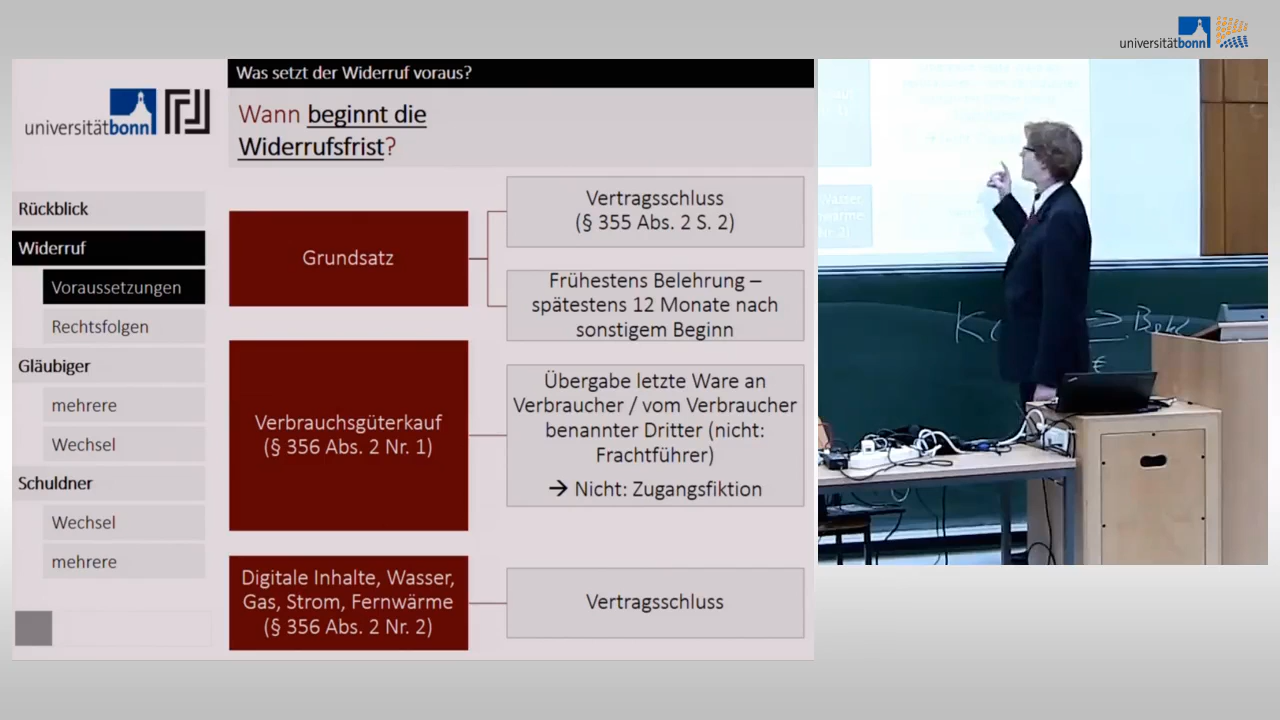 universitätbonn
Was setzt der Widerruf voraus?
universitätbonn
Wann beginnt die
Widerrufsfrist?
Rückblick
Widerruf
Voraussetzungen
Rechtsfolgen
Gläubiger
mehrere
Wechsel
Schuldner
Wechsel
mehrere
Grundsatz
Vertragsschluss
(§ 355 Abs. 2 S. 2)
Frühestens Belehrung –
spätestens 12 Monate nach
sonstigem Beginn
Verbrauchsgüterkauf
(§ 356 Abs. 2 Nr. 1)
Übergabe letzte Ware an
Verbraucher / vom Verbraucher
benannter Dritter (nicht:
Frachtführer)
→ Nicht: Zugangsfiktion
Digitale Inhalte, Wasser,
Gas, Strom, Fernwärme
(§ 356 Abs. 2 Nr. 2)
Vertragsschluss
€